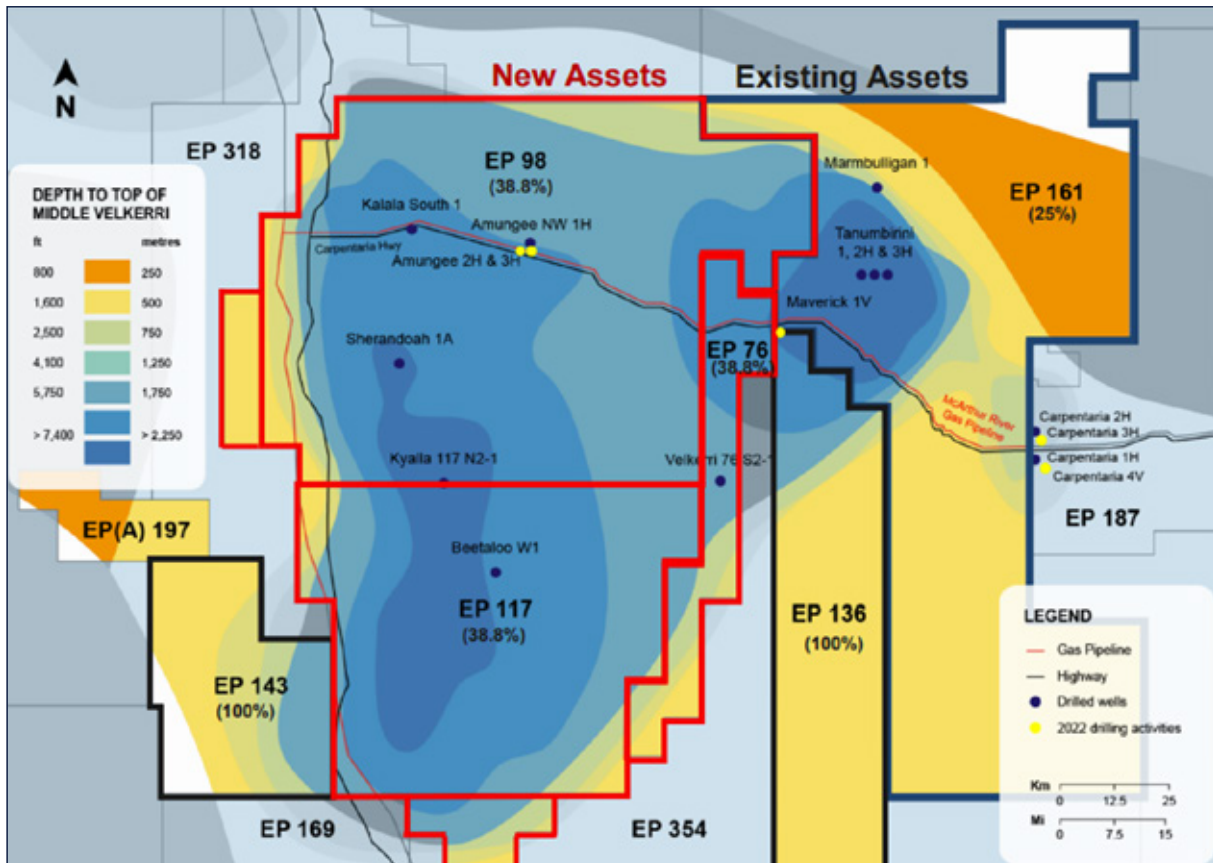 New Assets
Existing Assets
N
EP 318
EP 98
(38.8%)
Marmbulligan 1
EP 161
(25%)
DEPTH TO TOP OF
MIDDLE VELKERRI
ft
metres
800
250
1,600
500
2,500
750
4,100
1,250
5,750
1,750
> 7,400
> 2,250
Kalala South 1
Carpentaria Hwy
Amungee NW 1H
Amungee 2H & 3H
Tanumbirini
1, 2H & 3H
Maverick 1V
Sherandoah 1A
EP 76
(38.8%)
McArthur River
Gas Pipeline
Carpentaria 2H
Carpentaria 3H
Carpentaria 1H
Carpentaria 4V
EP 187
Kyalla 117 N2-1
Velkerri 76 S2-1
EP(A) 197
Beetaloo W1
EP 117
(38.8%)
EP 136
(100%)
EP 143
(100%)
EP 169
EP 354
LEGEND
Gas Pipeline
Highway
Drilled wells
2022 drilling activities
Km
0
12.5
25
Mi
0
7.5
15